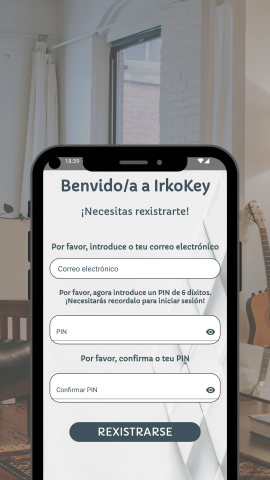 18:39
Benvido/a a IrkoKey
¡Necesitas rexistrarte!
Por favor, introduce o teu correo electrónico
Correo electrónico
Por favor, agora introduce un PIN de 6 díxitos.
¡Necesitarás recordalo para iniciar sesión!
PIN
Por favor, confirma o teu PIN
Confirmar PIN
REXISTRARSE